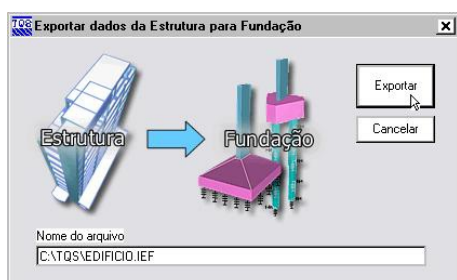 TQS Exportar dados da Estrutura para Fundação
Estrutura
Fundação
Exportar
Cancelar
Nome do arquivo
C:\TQS\EDIFICIO.IEF